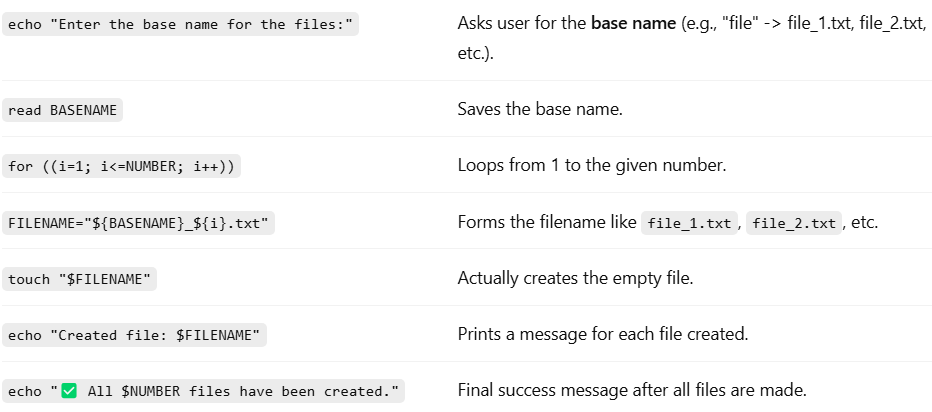 echo "Enter the base name for the files:" Asks user for the base name (e.g., "file" -> file_1.txt, file_2.txt,
etc.).
read BASENAME Saves the base name.
for ((i=1; i<=NUMBER; i++)) Loops from 1 to the given number.
FILENAME="${BASENAME}_${i}.txt" Forms the filename like file_1.txt, file_2.txt, etc.
touch "$FILENAME" Actually creates the empty file.
echo "Created file: $FILENAME" Prints a message for each file created.
echo "✅ All $NUMBER files have been created." Final success message after all files are made.